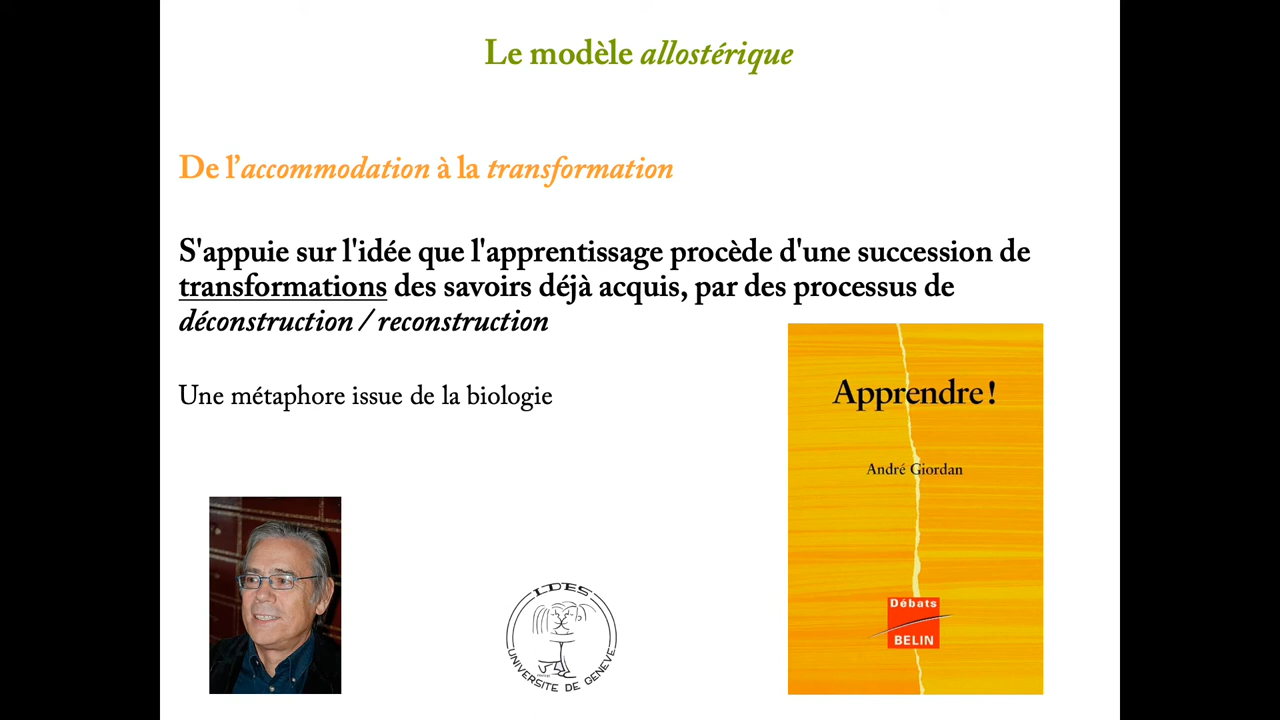 Le modèle allostérique
De l’accommodation à la transformation
S'appuie sur l'idée que l'apprentissage procède d'une succession de
transformations des savoirs déjà acquis, par des processus de
déconstruction / reconstruction
Une métaphore issue de la biologie
Apprendre !
André Giordan
Débats
BELIN
LDES
UNIVERSITE DE GENEVE